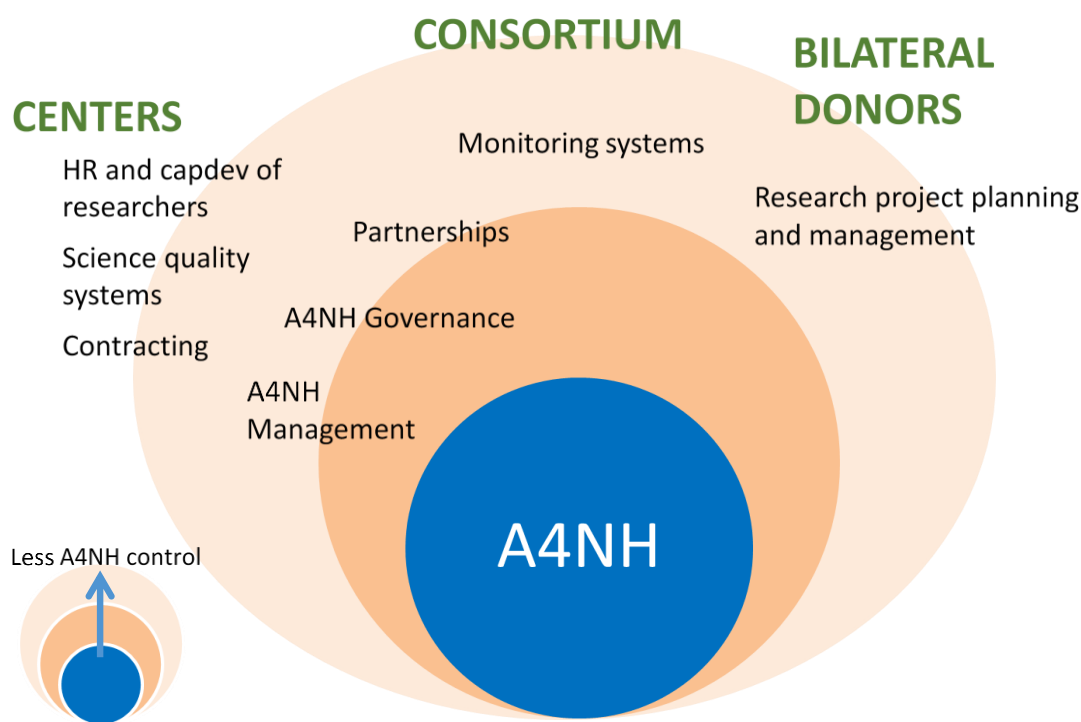 CONSORTIUM
BILATERAL
DONORS
CENTERS
Monitoring systems
HR and capdev of
researchers
Research project planning
and management
Partnerships
Science quality
systems
A4NH Governance
Contracting
A4NH
Management
A4NH
Less A4NH control